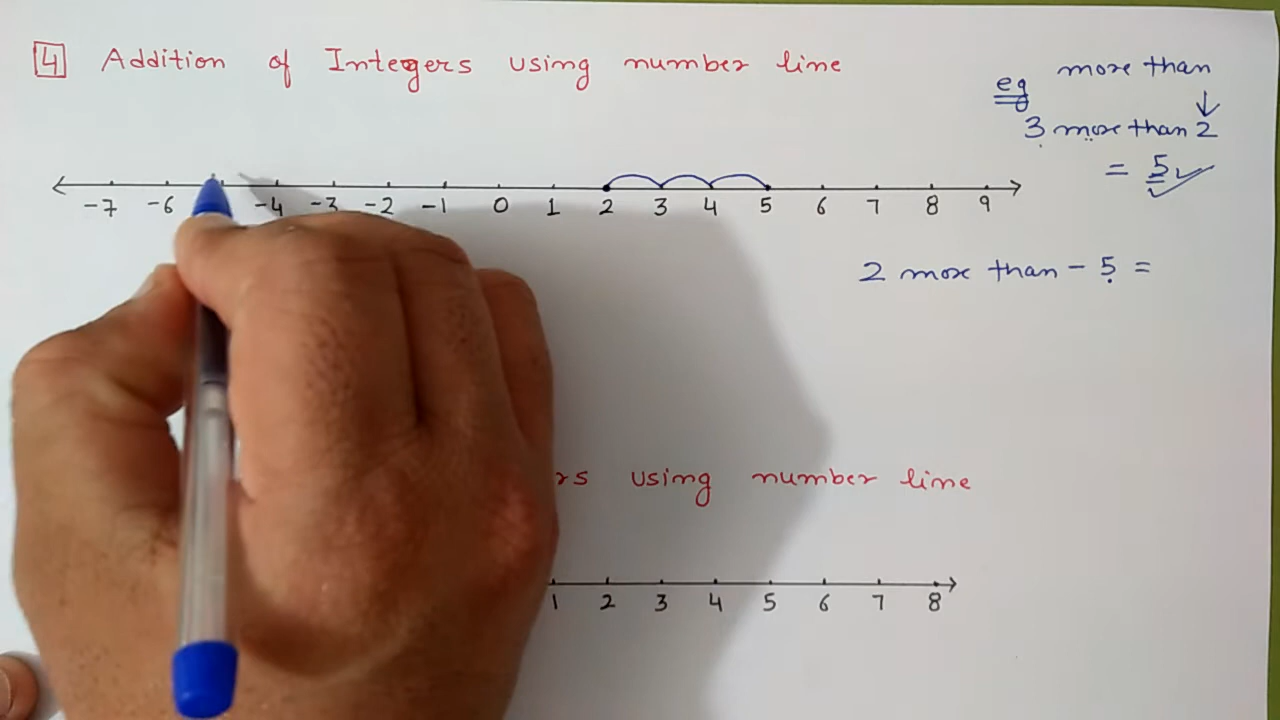 4 Addition of Integers using number line
eg more than
↓
3 more than 2
= 5 ✓
-7 -6 -4 -3 -2 -1 0 1 2 3 4 5 6 7 8 9
2 more than - 5 =
rs using number line
1 2 3 4 5 6 7 8